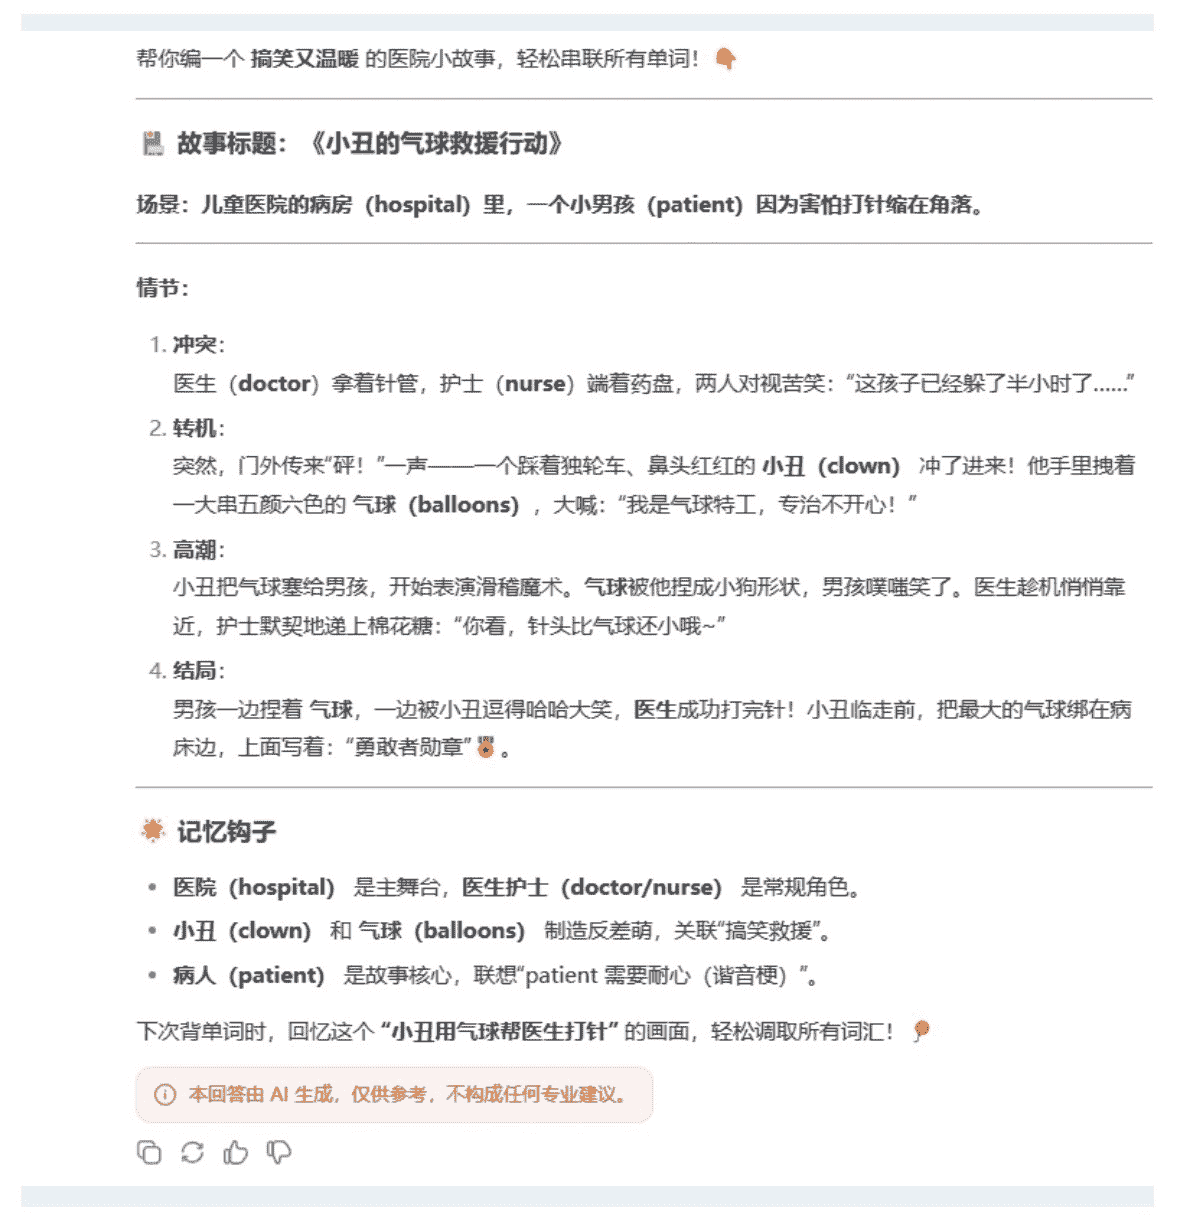 帮你编一个 搞笑又温暖 的医院小故事，轻松串联所有单词！
故事标题：《小丑的气球救援行动》
场景：儿童医院的病房（hospital）里，一个小男孩（patient）因为害怕打针缩在角落。
情节：
1. 冲突：
医生（doctor）拿着针管，护士（nurse）端着药盘，两人对视苦笑：“这孩子已经躲了半小时了……”
2. 转机：
突然，门外传来“砰！”一声——一个踩着独轮车、鼻头红红的 小丑（clown） 冲了进来！他手里拽着
一大串五颜六色的 气球（balloons） ，大喊：“我是气球特工，专治不开心！”
3. 高潮：
小丑把气球塞给男孩，开始表演滑稽魔术。气球被他捏成小狗形状，男孩噗嗤笑了。医生趁机悄悄靠
近，护士默契地递上棉花糖：“你看，针头比气球还小哦~”
4. 结局：
男孩一边捏着 气球，一边被小丑逗得哈哈大笑，医生成功打完针！小丑临走前，把最大的气球绑在病
床边，上面写着：“勇敢者勋章”。
记忆钩子
• 医院（hospital） 是主舞台，医生护士（doctor/nurse） 是常规角色。
• 小丑（clown） 和 气球（balloons） 制造反差萌，关联“搞笑救援”。
• 病人（patient） 是故事核心，联想“patient 需要耐心（谐音梗）”。
下次背单词时，回忆这个 “小丑用气球帮医生打针” 的画面，轻松调取所有词汇！
本回答由 AI 生成，仅供参考，不构成任何专业建议。